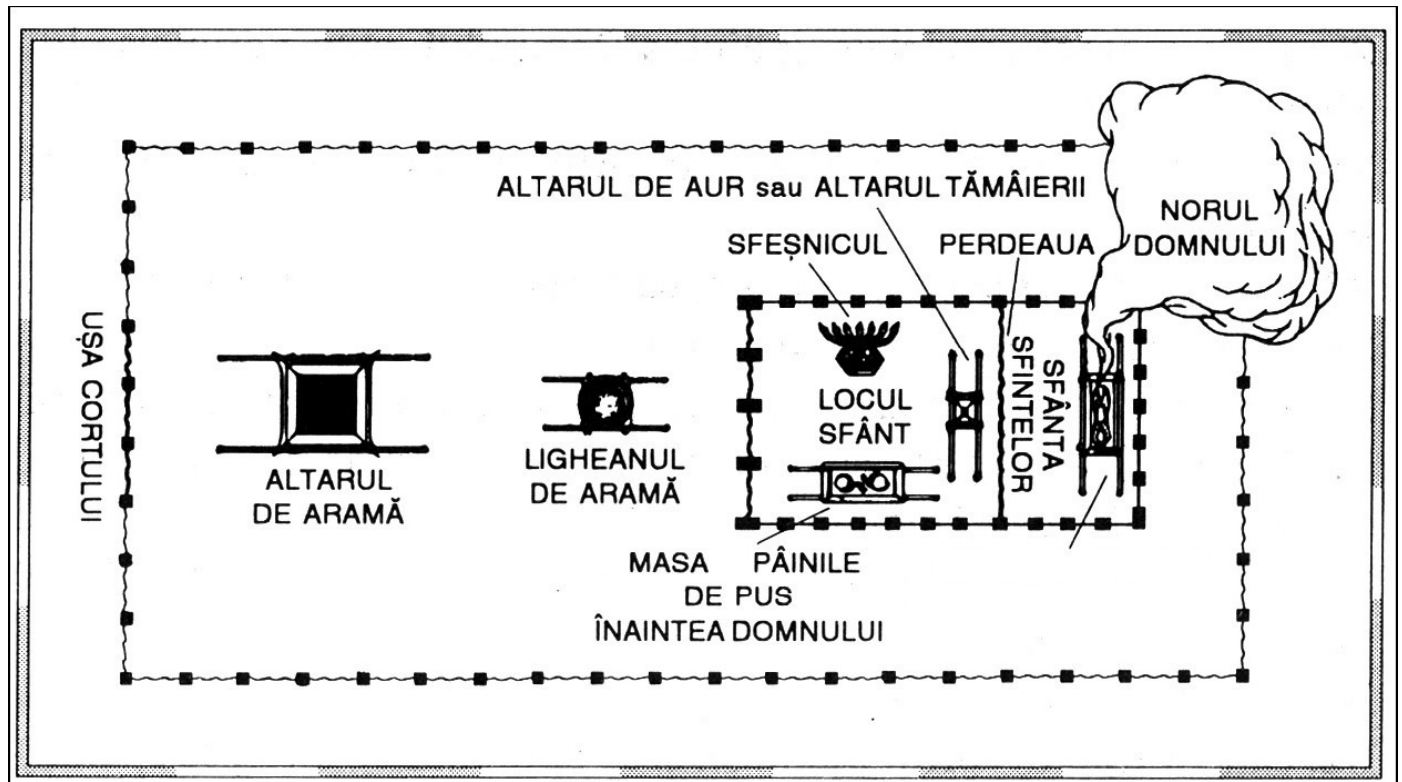 ALTARUL DE AUR sau ALTARUL TĂMÂIERII
NORUL
DOMNULUI
SFEȘNICUL
PERDEAUA
UȘA CORTULUI
SFÂNTA
SFINTELOR
LOCUL
SFÂNT
ALTARUL
DE ARAMĂ
LIGHEANUL
DE ARAMĂ
MASA PÂINILE
DE PUS
ÎNAINTEA DOMNULUI